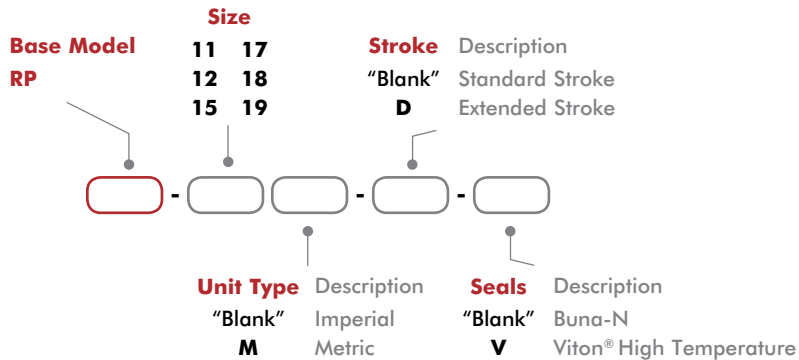 Size
Base Model 11 17 Stroke Description
RP 12 18 "Blank" Standard Stroke
15 19 D Extended Stroke
- - -
Unit Type Description Seals Description
"Blank" Imperial "Blank" Buna-N
M Metric V Viton® High Temperature